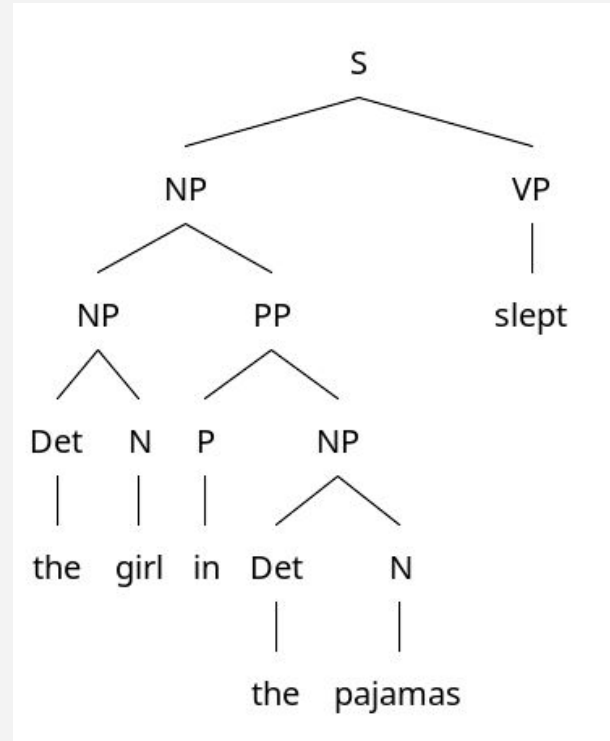 S
NP VP
NP PP slept
Det N P NP
the girl in Det N
the pajamas